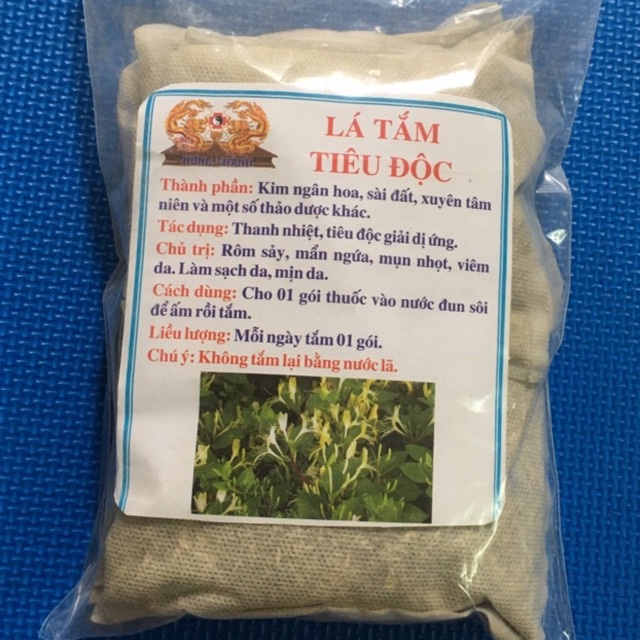 HÙNG THÀNH
LÁ TẮM
TIÊU ĐỘC
Thành phần: Kim ngân hoa, sài đất, xuyên tâm
niên và một số thảo dược khác.
Tác dụng: Thanh nhiệt, tiêu độc giải dị ứng.
Chủ trị: Rôm sảy, mẩn ngứa, mụn nhọt, viêm
da. Làm sạch da, mịn da.
Cách dùng: Cho 01 gói thuốc vào nước đun sôi
để ấm rồi tắm.
Liều lượng: Mỗi ngày tắm 01 gói.
Chú ý: Không tắm lại bằng nước lã.